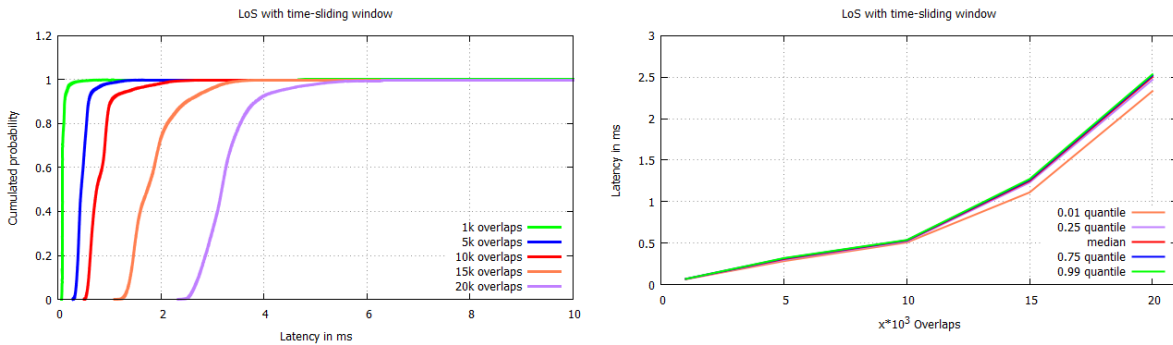 LoS with time-sliding window
1.2
1
0.8
0.6
0.4
0.2
0
Cumulated probability
1k overlaps
5k overlaps
10k overlaps
15k overlaps
20k overlaps
0 2 4 6 8 10
Latency in ms
LoS with time-sliding window
3
2.5
2
1.5
1
0.5
0
Latency in ms
0.01 quantile
0.25 quantile
median
0.75 quantile
0.99 quantile
0 5 10 15 20
x*10³ Overlaps